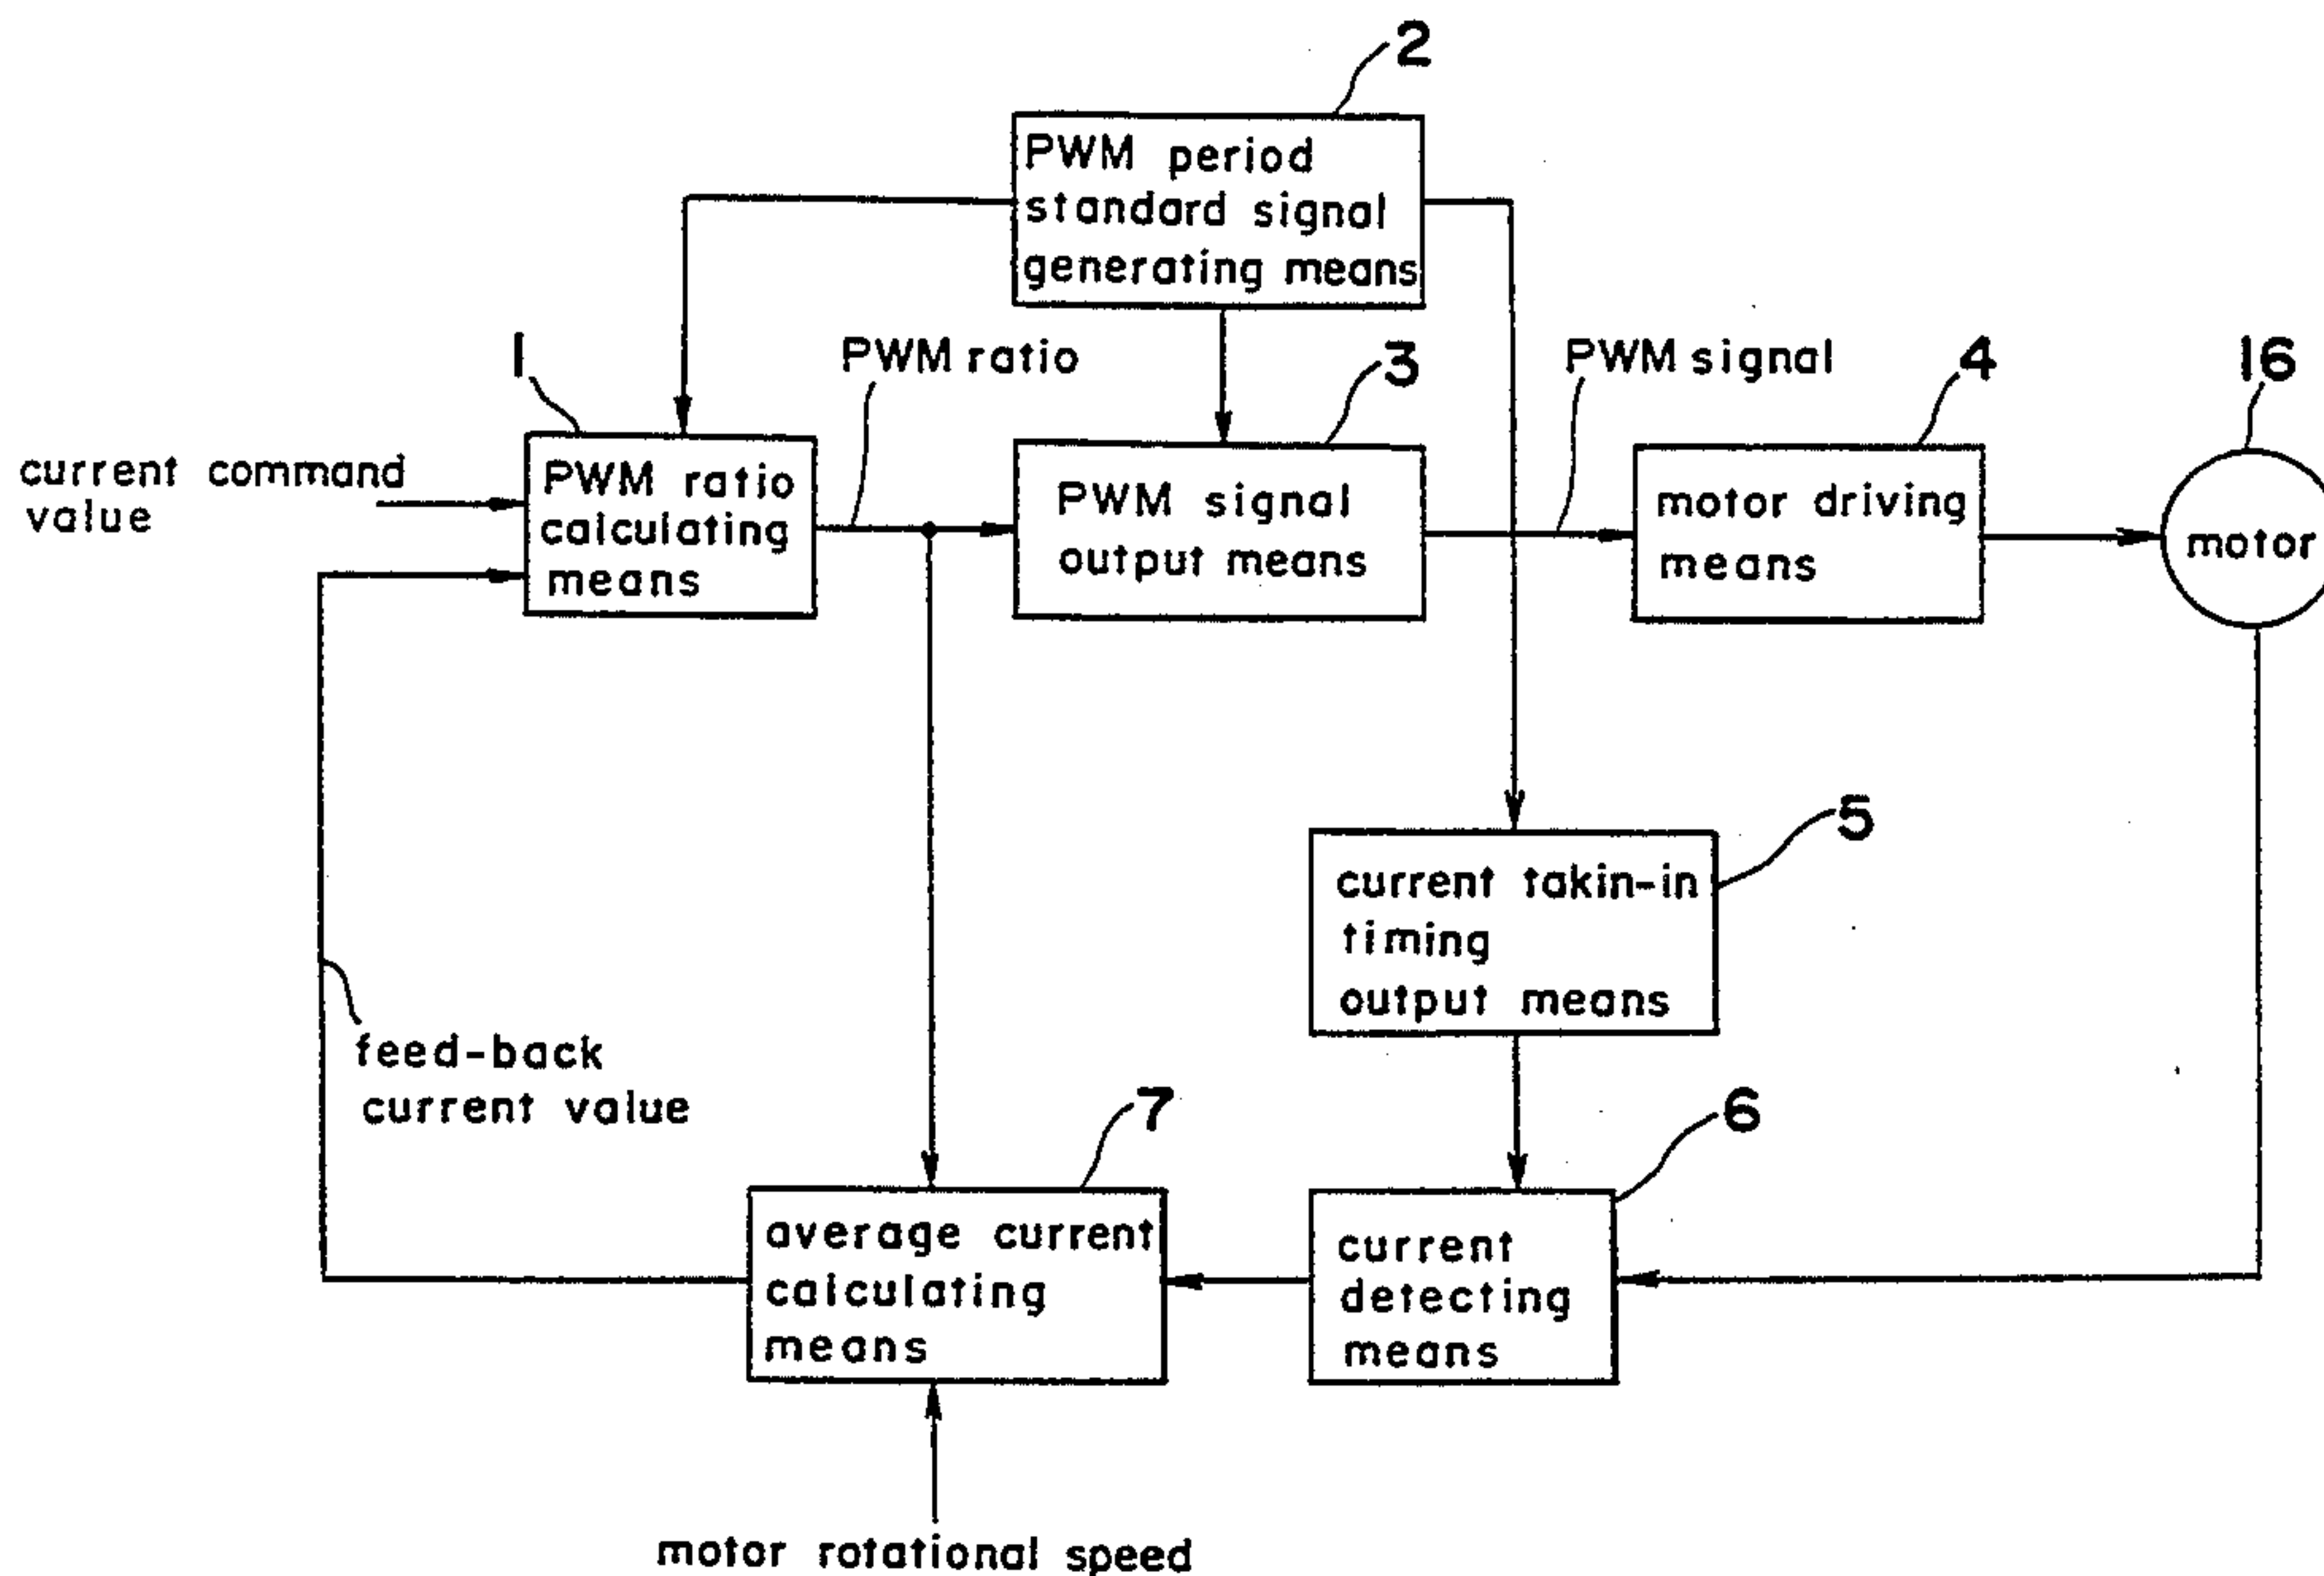 2
PWM period
standard signal
generating means
1
PWM ratio
3
PWM signal
4
16
current command
value
PWM ratio
calculating
means
PWM signal
output means
motor driving
means
motor
5
current takin-in
timing
output means
feed-back
current value
7
6
average current
calculating
means
current
detecting
means
motor rotational speed